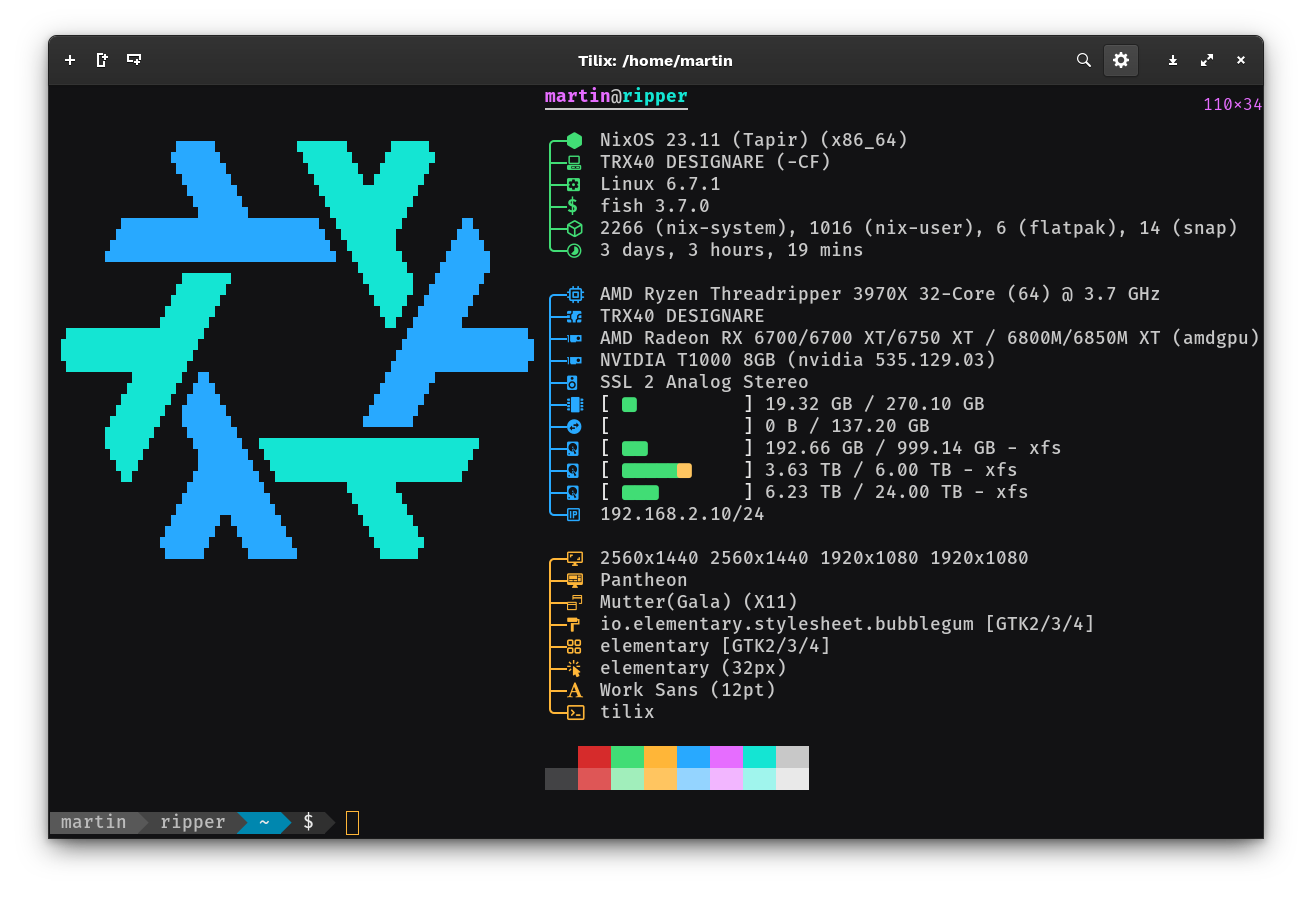 Tilix: /home/martin
martin@ripper
110×34
NixOS 23.11 (Tapir) (x86_64)
TRX40 DESIGNARE (-CF)
Linux 6.7.1
$ fish 3.7.0
2266 (nix-system), 1016 (nix-user), 6 (flatpak), 14 (snap)
3 days, 3 hours, 19 mins
AMD Ryzen Threadripper 3970X 32-Core (64) @ 3.7 GHz
TRX40 DESIGNARE
AMD Radeon RX 6700/6700 XT/6750 XT / 6800M/6850M XT (amdgpu)
NVIDIA T1000 8GB (nvidia 535.129.03)
SSL 2 Analog Stereo
[ ] 19.32 GB / 270.10 GB
[ ] 0 B / 137.20 GB
[ ] 192.66 GB / 999.14 GB - xfs
[ ] 3.63 TB / 6.00 TB - xfs
[ ] 6.23 TB / 24.00 TB - xfs
IP 192.168.2.10/24
2560x1440 2560x1440 1920x1080 1920x1080
Pantheon
Mutter(Gala) (X11)
io.elementary.stylesheet.bubblegum [GTK2/3/4]
elementary [GTK2/3/4]
elementary (32px)
A Work Sans (12pt)
tilix
martin ripper ~ $